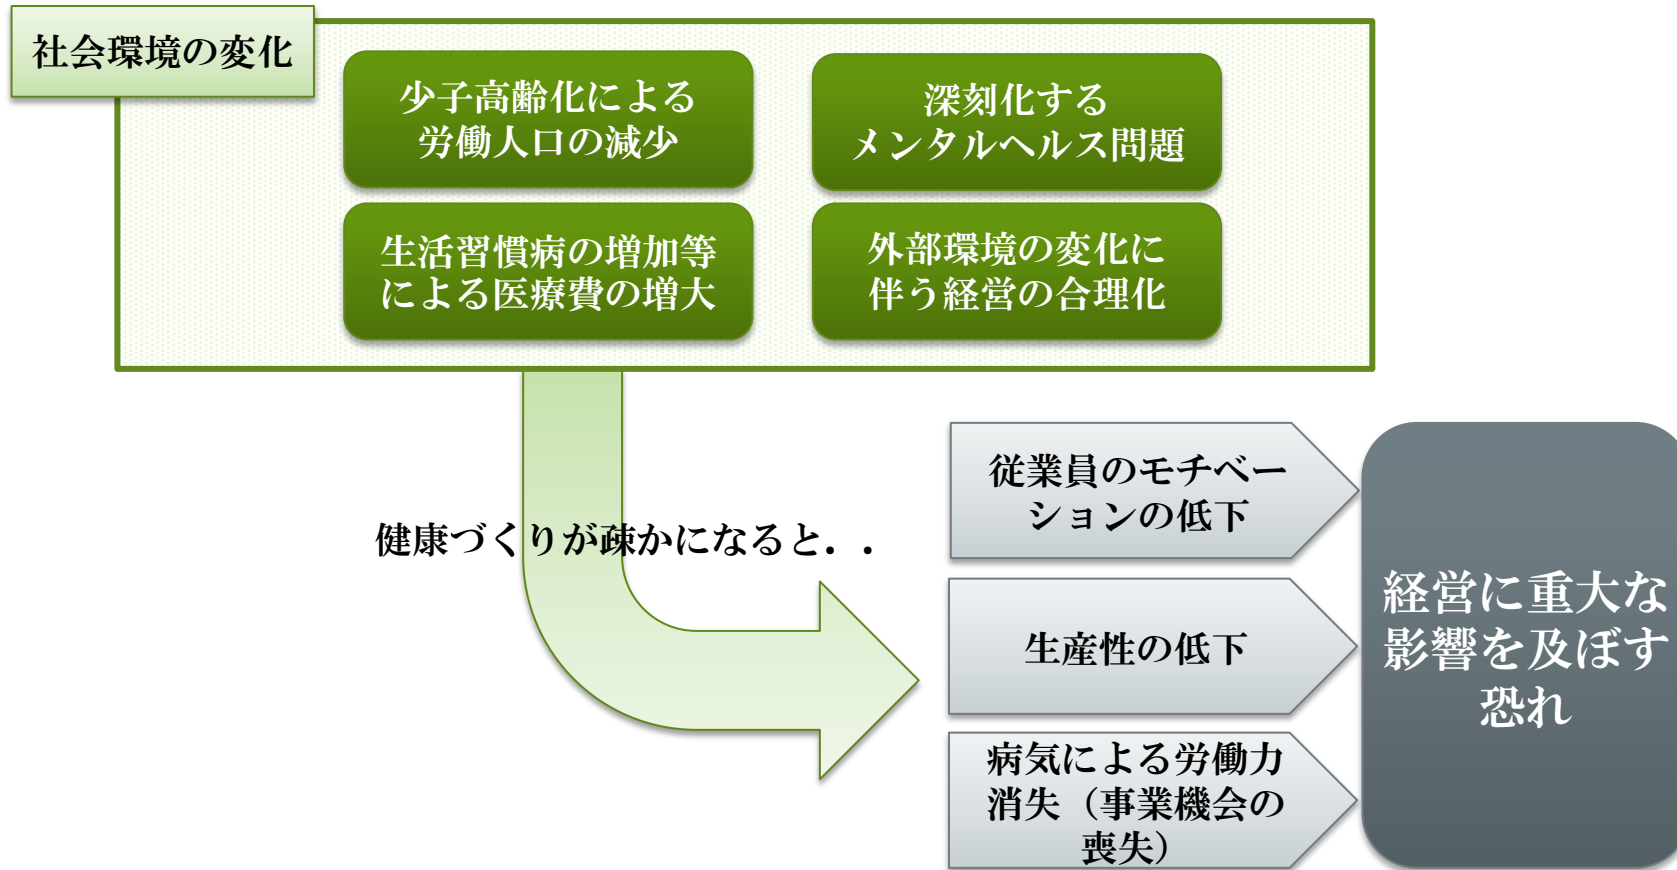 社会環境の変化
少子高齢化による
労働人口の減少
深刻化する
メンタルヘルス問題
生活習慣病の増加等
による医療費の増大
外部環境の変化に
伴う経営の合理化
健康づくりが疎かになると．．
従業員のモチベー
ションの低下
生産性の低下
病気による労働力
消失（事業機会の
喪失）
経営に重大な
影響を及ぼす
恐れ